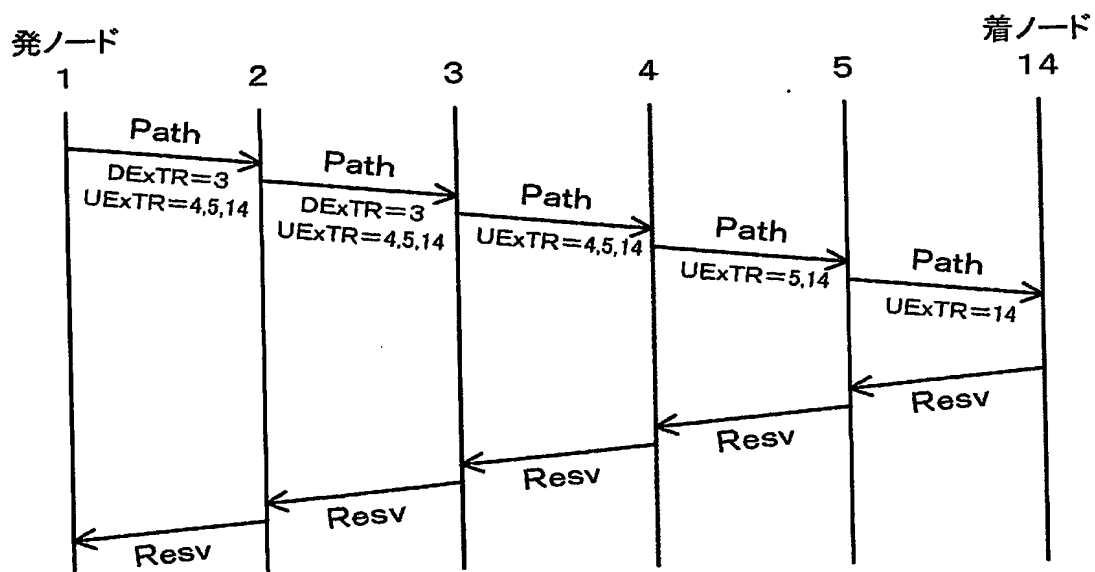 発ノード
着ノード
1
2
3
4
5
14
Path
DExTR=3
UExTR=4,5,14
Path
DExTR=3
UExTR=4,5,14
Path
UExTR=4,5,14
Path
UExTR=5,14
Path
UExTR=14
Resv
Resv
Resv
Resv
Resv